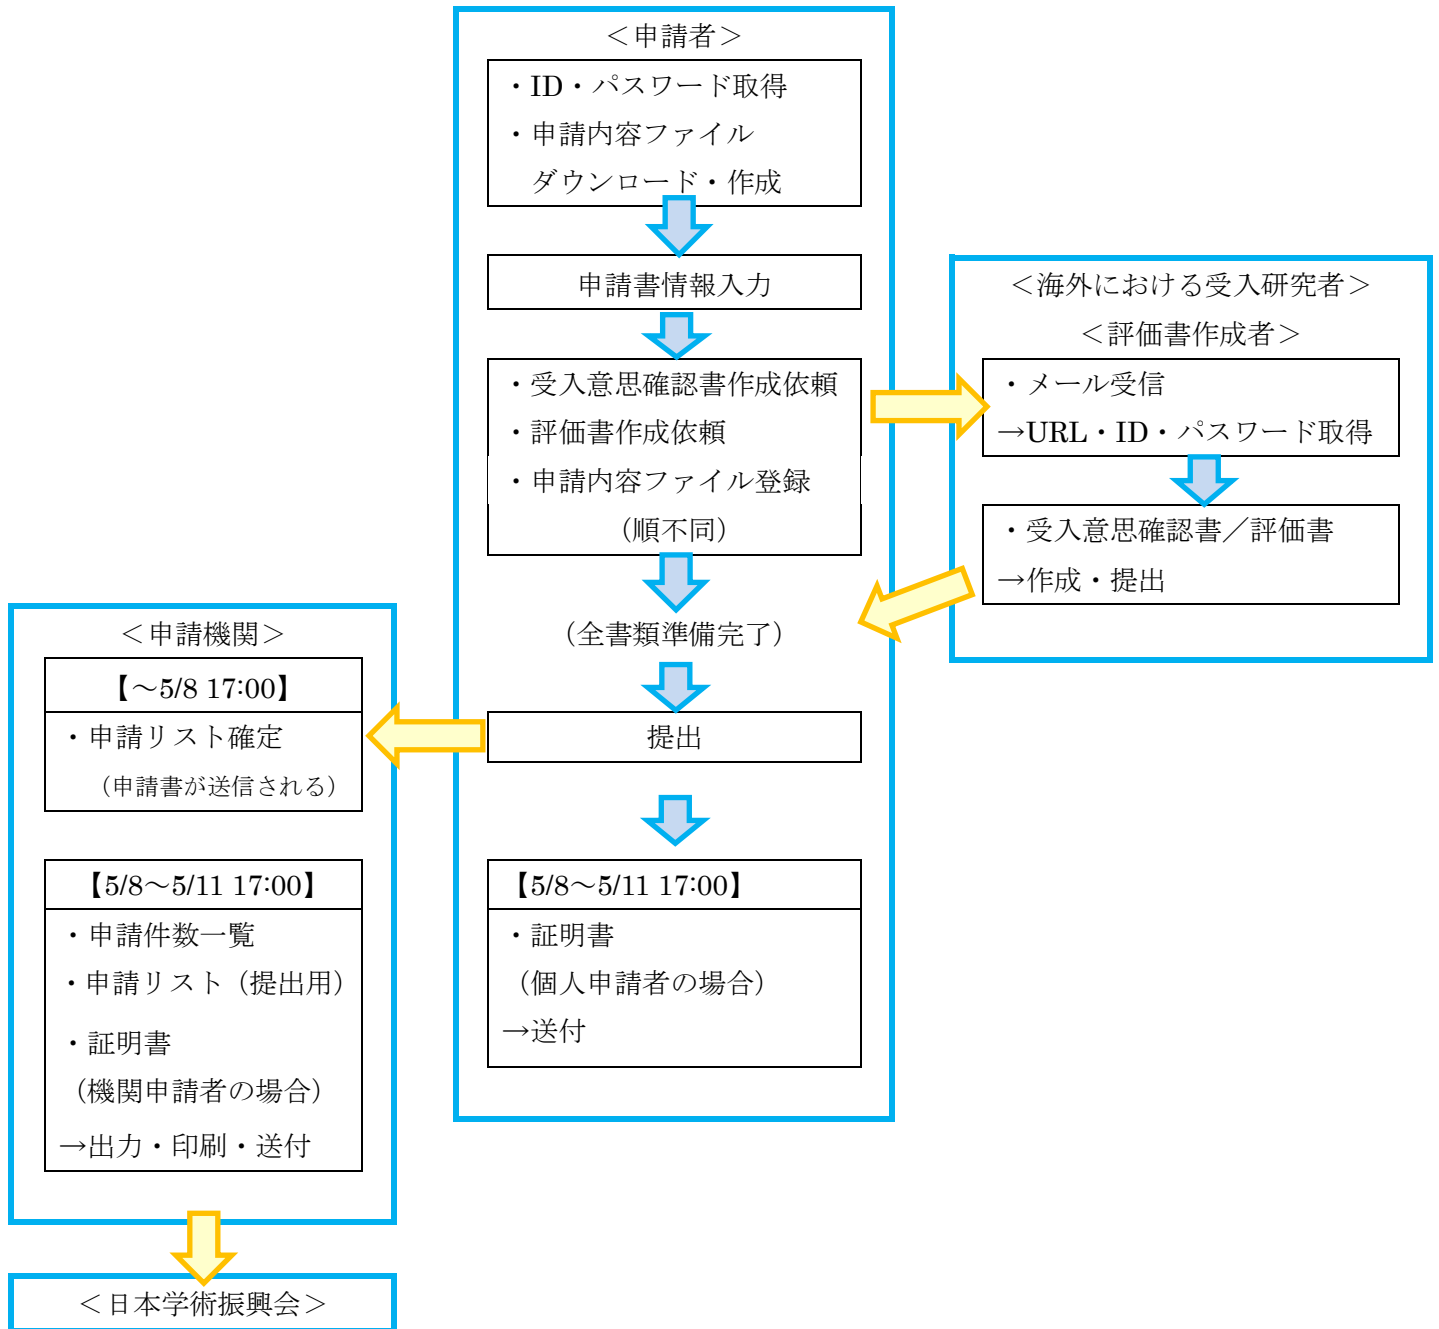 ＜申請者＞
・ID・パスワード取得
・申請内容ファイル
ダウンロード・作成
申請書情報入力
・受入意思確認書作成依頼
・評価書作成依頼
・申請内容ファイル登録
（順不同）
（全書類準備完了）
提出
【5/8～5/11 17:00】
・証明書
（個人申請者の場合）
→送付
＜海外における受入研究者＞
＜評価書作成者＞
・メール受信
→URL・ID・パスワード取得
・受入意思確認書／評価書
→作成・提出
＜申請機関＞
【～5/8 17:00】
・申請リスト確定
（申請書が送信される）
【5/8～5/11 17:00】
・申請件数一覧
・申請リスト（提出用）
・証明書
（機関申請者の場合）
→出力・印刷・送付
＜日本学術振興会＞